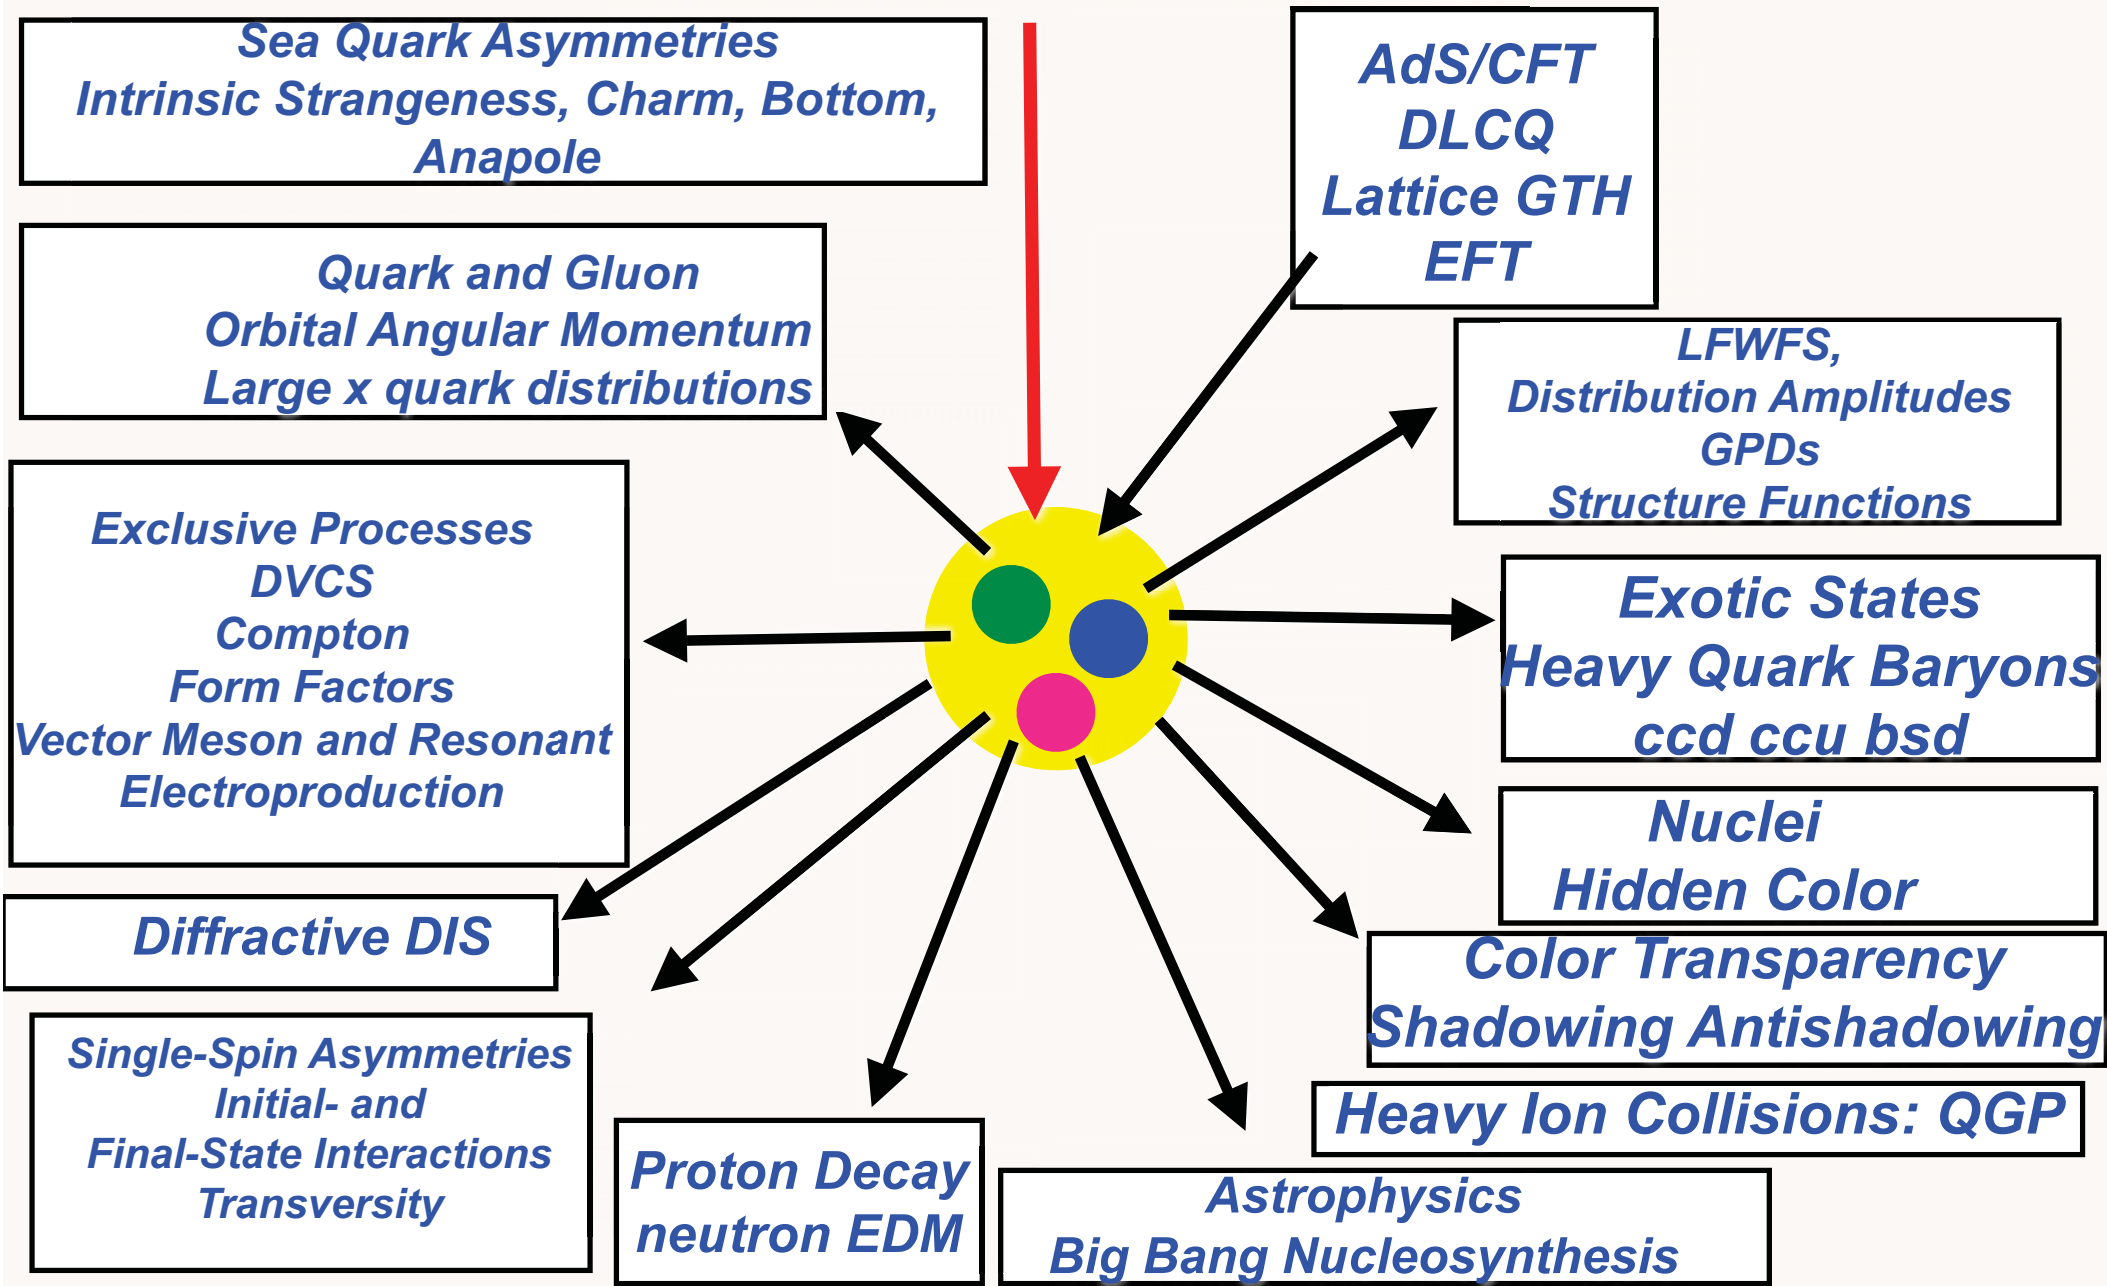 Sea Quark Asymmetries
Intrinsic Strangeness, Charm, Bottom,
Anapole
AdS/CFT
DLCQ
Lattice GTH
EFT
Quark and Gluon
Orbital Angular Momentum
Large x quark distributions
LFWFS,
Distribution Amplitudes
GPDs
Structure Functions
Exclusive Processes
DVCS
Compton
Form Factors
Vector Meson and Resonant
Electroproduction
Exotic States
Heavy Quark Baryons
ccd ccu bsd
Nuclei
Hidden Color
Diffractive DIS
Color Transparency
Shadowing Antishadowing
Single-Spin Asymmetries
Initial- and
Final-State Interactions
Transversity
Heavy Ion Collisions: QGP
Proton Decay
neutron EDM
Astrophysics
Big Bang Nucleosynthesis